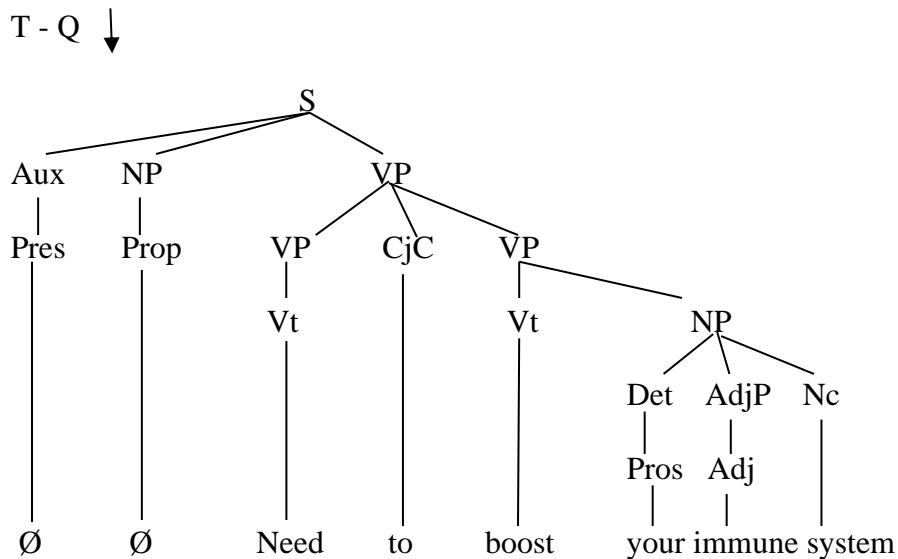 T - Q
S
Aux NP VP
Pres Prop VP CjC VP
Vt Vt NP
Det AdjP Nc
Pros Adj
Ø Ø Need to boost your immune system